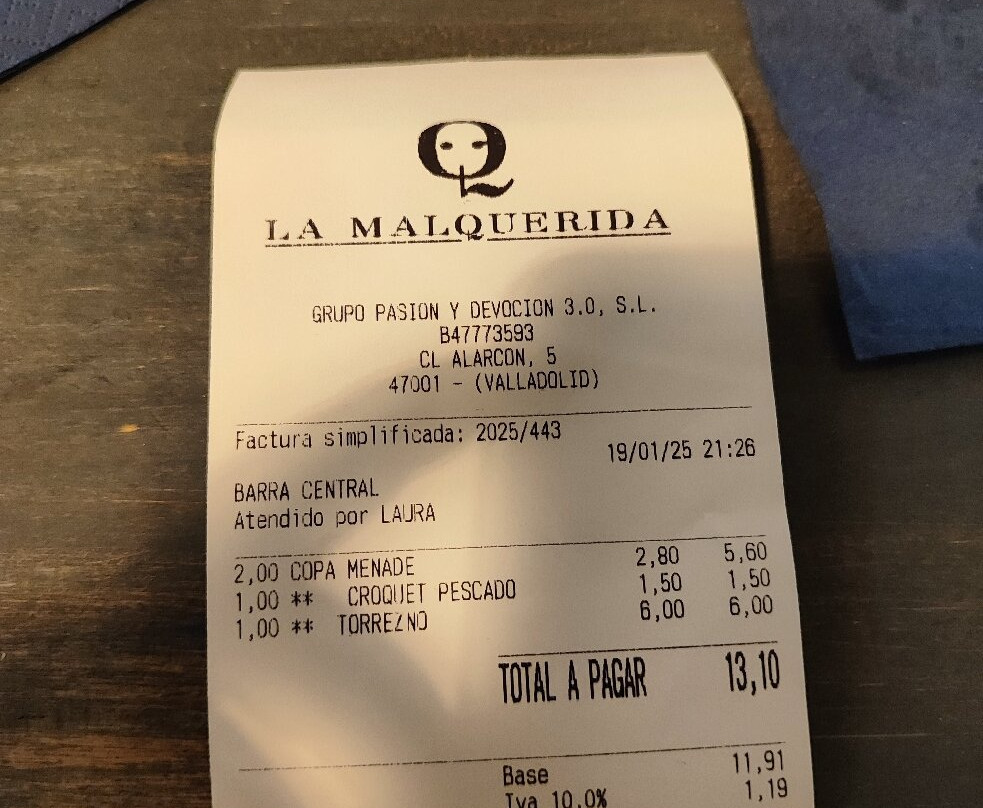 LA MALQUERIDA
GRUPO PASION Y DEVOCION 3.0, S.L.
B47773593
CL ALARCON, 5
47001 - (VALLADOLID)
Factura simplificada: 2025/443
19/01/25 21:26
BARRA CENTRAL
Atendido por LAURA
2,00 COPA MENADE 2,80 5,60
1,00 ** CROQUET PESCADO 1,50 1,50
1,00 ** TORREZNO 6,00 6,00
TOTAL A PAGAR 13,10
Base 11,91
Iva 10.0% 1,19